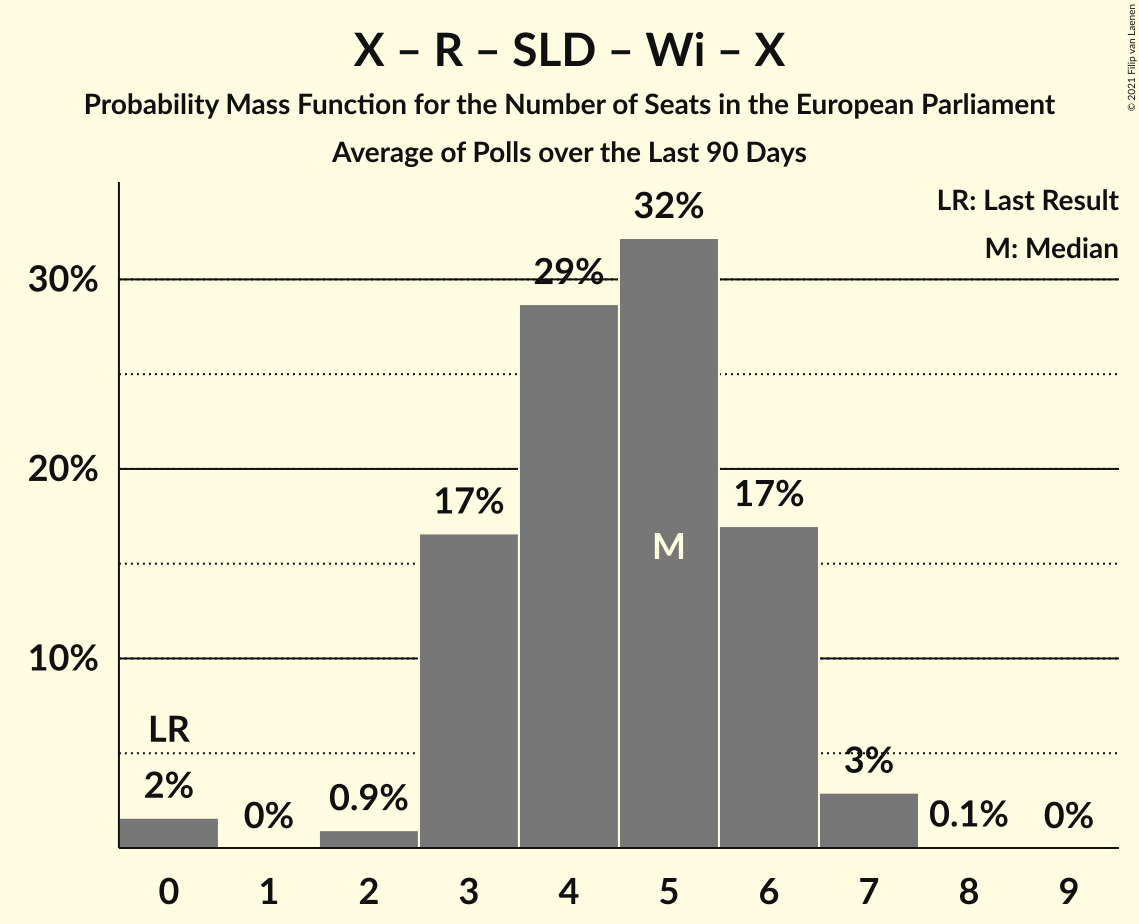 X – R – SLD – Wi – X
Probability Mass Function for the Number of Seats in the European Parliament
Average of Polls over the Last 90 Days
© 2021 Filip van Laenen
LR: Last Result
M: Median
30%
20%
10%
LR
2%
0%
0.9%
17%
29%
32%
M
17%
3%
0.1%
0%
0 1 2 3 4 5 6 7 8 9